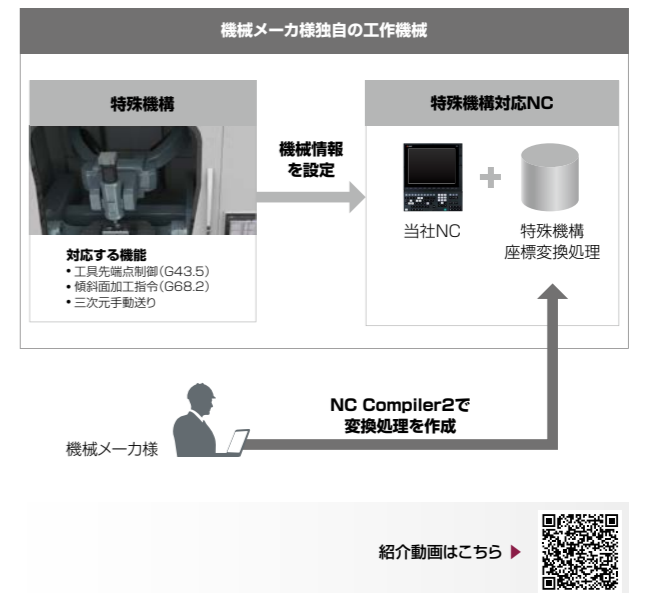 機械メーカ様独自の工作機械
特殊機構
特殊機構対応NC
機械情報
を設定
当社NC
特殊機構
座標変換処理
対応する機能
• 工具先端点制御(G43.5)
• 傾斜面加工指令(G68.2)
• 三次元手動送り
NC Compiler2で
変換処理を作成
機械メーカ様
紹介動画はこちら ▶